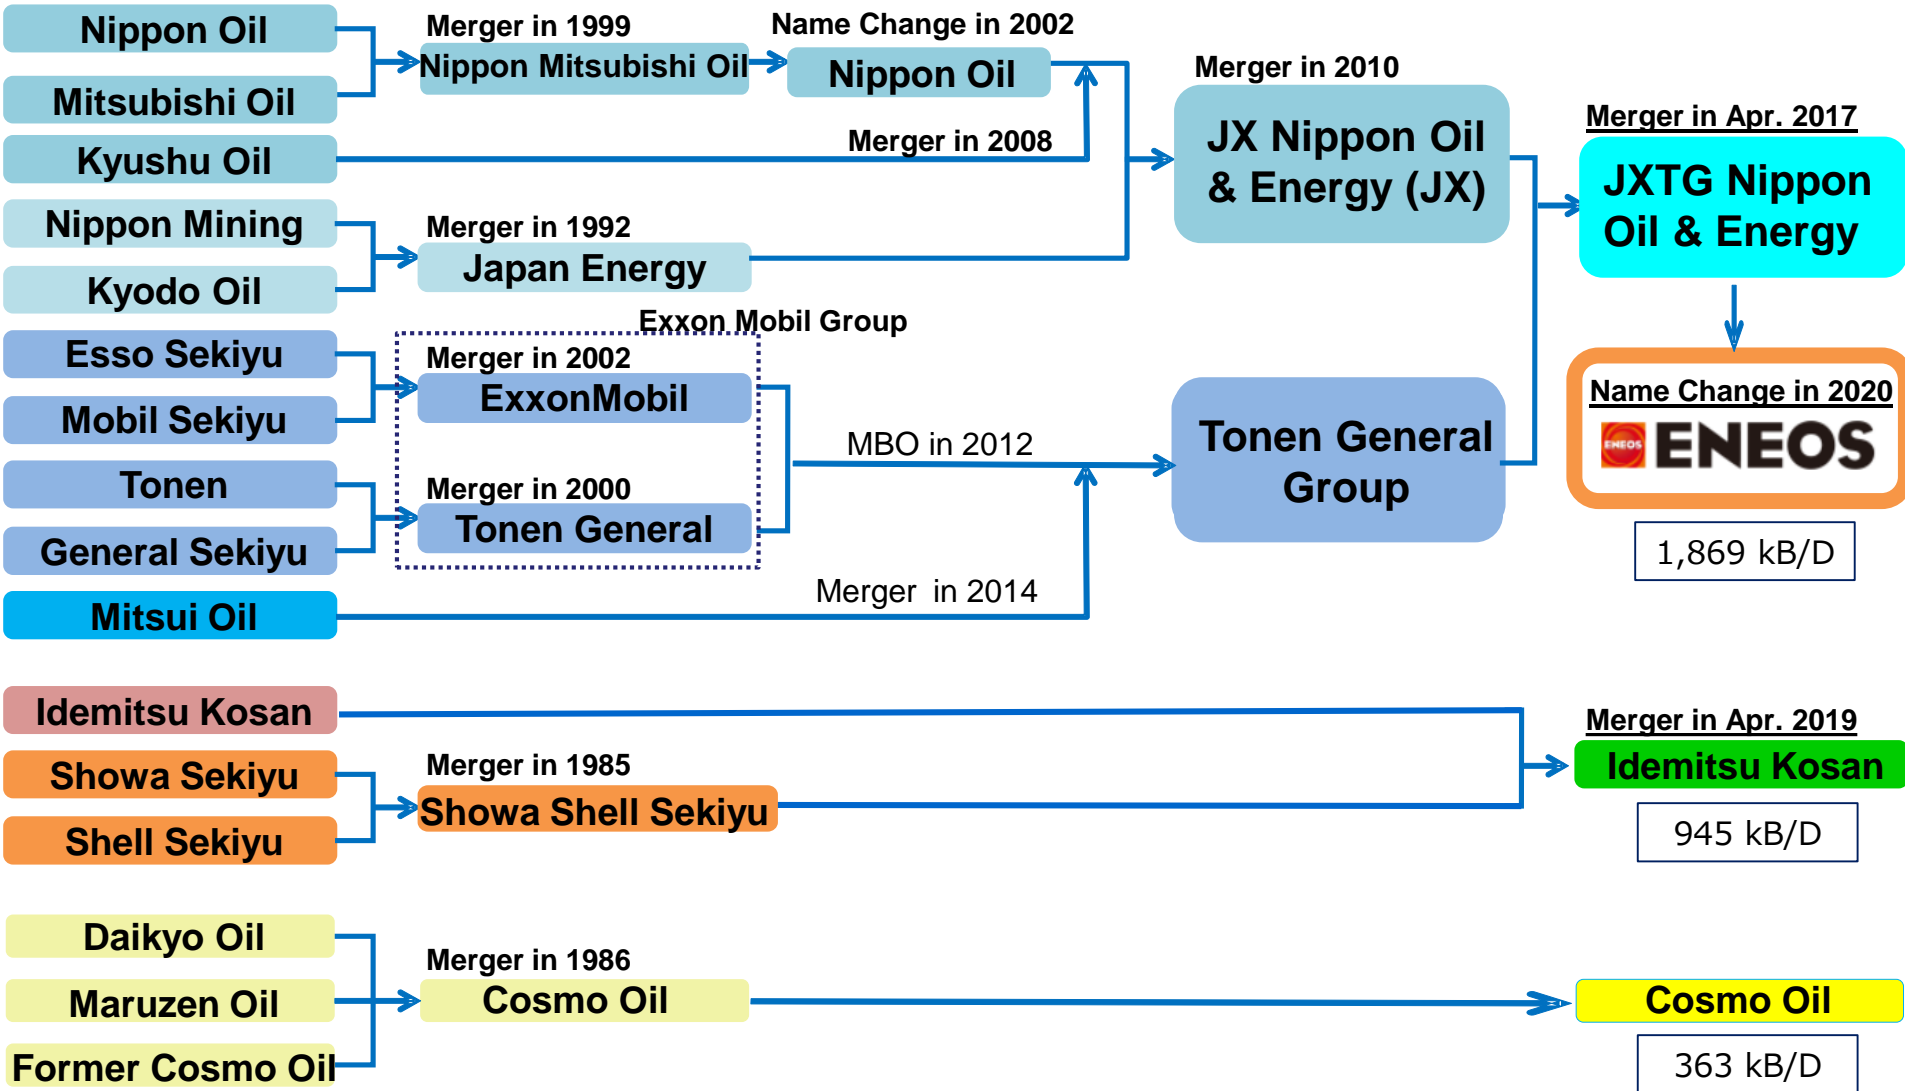 Nippon Oil
Mitsubishi Oil
Kyushu Oil
Nippon Mining
Kyodo Oil
Esso Sekiyu
Mobil Sekiyu
Tonen
General Sekiyu
Mitsui Oil
Idemitsu Kosan
Showa Sekiyu
Shell Sekiyu
Daikyo Oil
Maruzen Oil
Former Cosmo Oil
Merger in 1999
Nippon Mitsubishi Oil
Name Change in 2002
Nippon Oil
Merger in 2008
Merger in 1992
Japan Energy
Exxon Mobil Group
Merger in 2002
ExxonMobil
Merger in 2000
Tonen General
MBO in 2012
Merger in 2014
Merger in 1985
Showa Shell Sekiyu
Merger in 1986
Cosmo Oil
Merger in 2010
JX Nippon Oil
& Energy (JX)
Tonen General
Group
Merger in Apr. 2017
JXTG Nippon
Oil & Energy
Name Change in 2020
ENEOS
ENEOS
1,869 kB/D
Merger in Apr. 2019
Idemitsu Kosan
945 kB/D
Cosmo Oil
363 kB/D